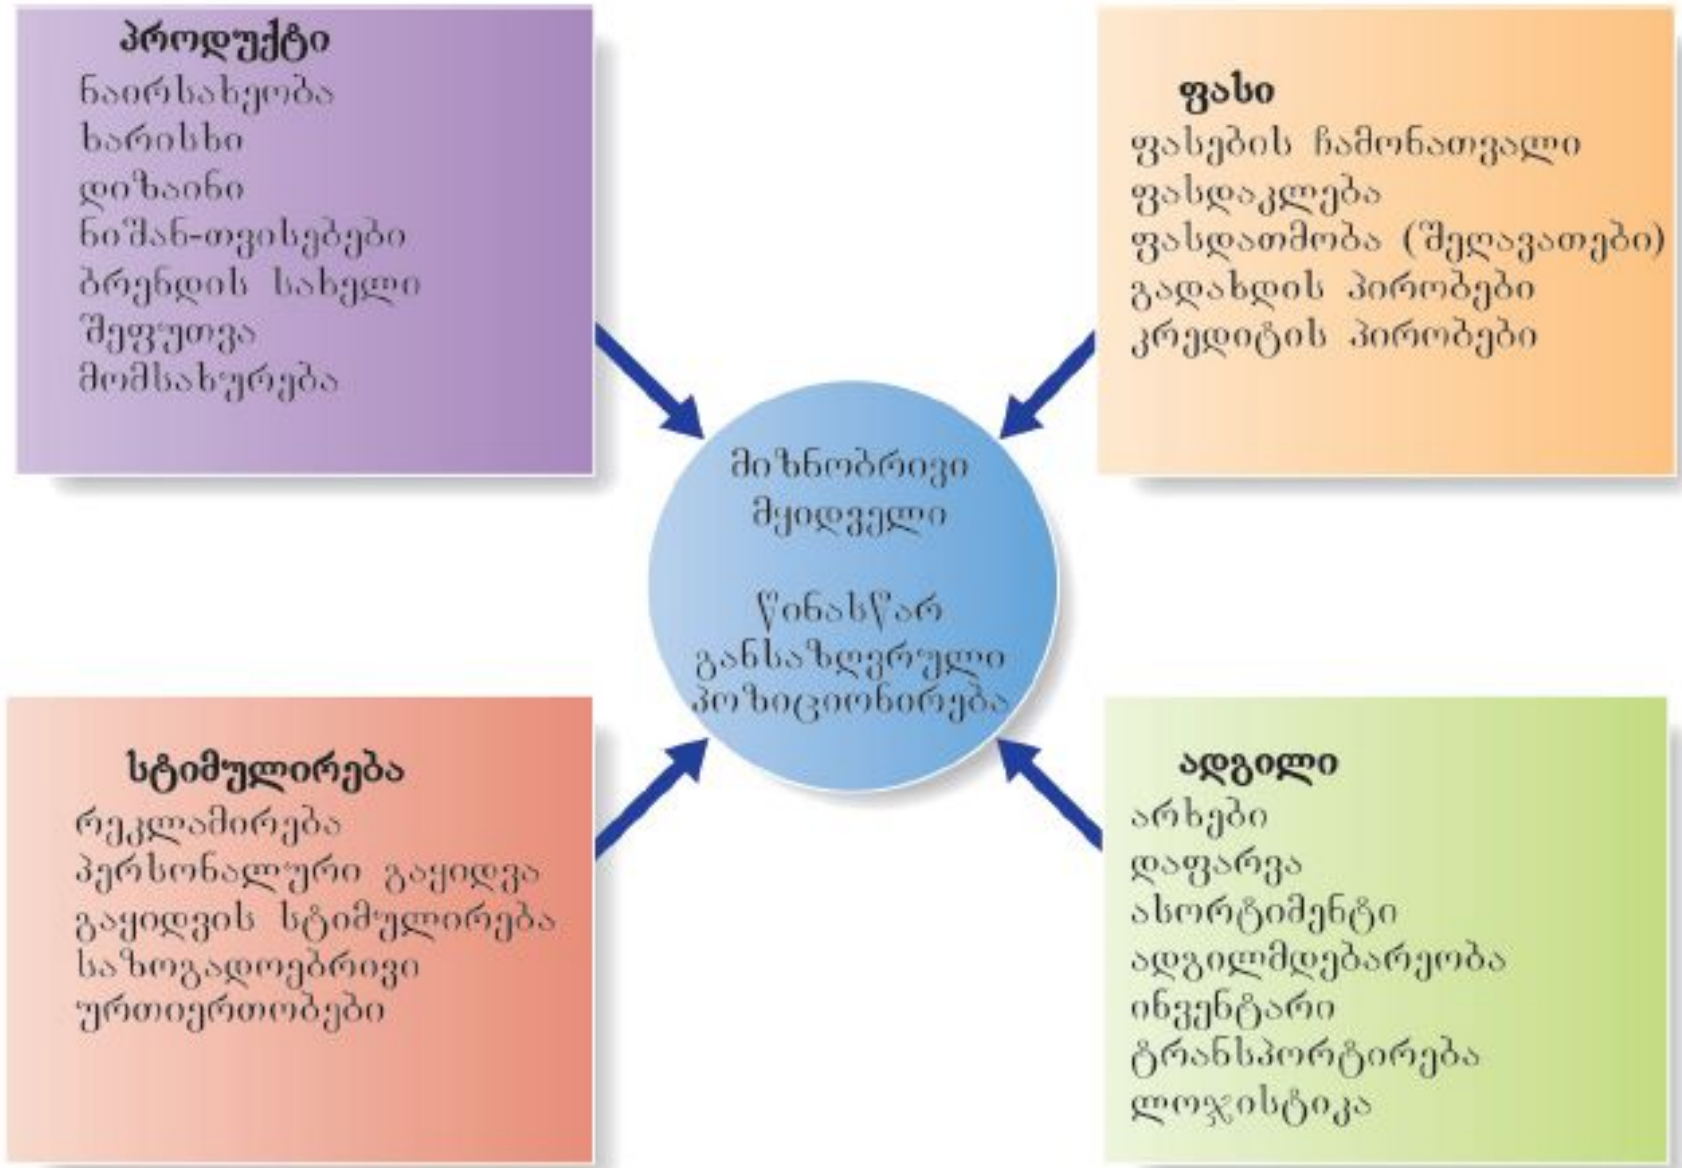 პროდუქტი
ნაირსახეობა
ხარისხი
დიზაინი
ნიშან-თვისებები
ბრენდის სახელი
შეფუთვა
მომსახურება
ფასი
ფასების ჩამონათვალი
ფასდაკლება
ფასდათმობა (შეღავათები)
გადახდის პირობები
კრედიტის პირობები
მიზნობრივი
მყიდველი
წინასწარ
განსაზღვრული
პოზიციონირება
სტიმულირება
რეკლამირება
პერსონალური გაყიდვა
გაყიდვის სტიმულირება
საზოგადოებრივი
ურთიერთობები
ადგილი
არხები
დაფარვა
ასორტიმენტი
ადგილმდებარეობა
ინვენტარი
ტრანსპორტირება
ლოჯისტიკა